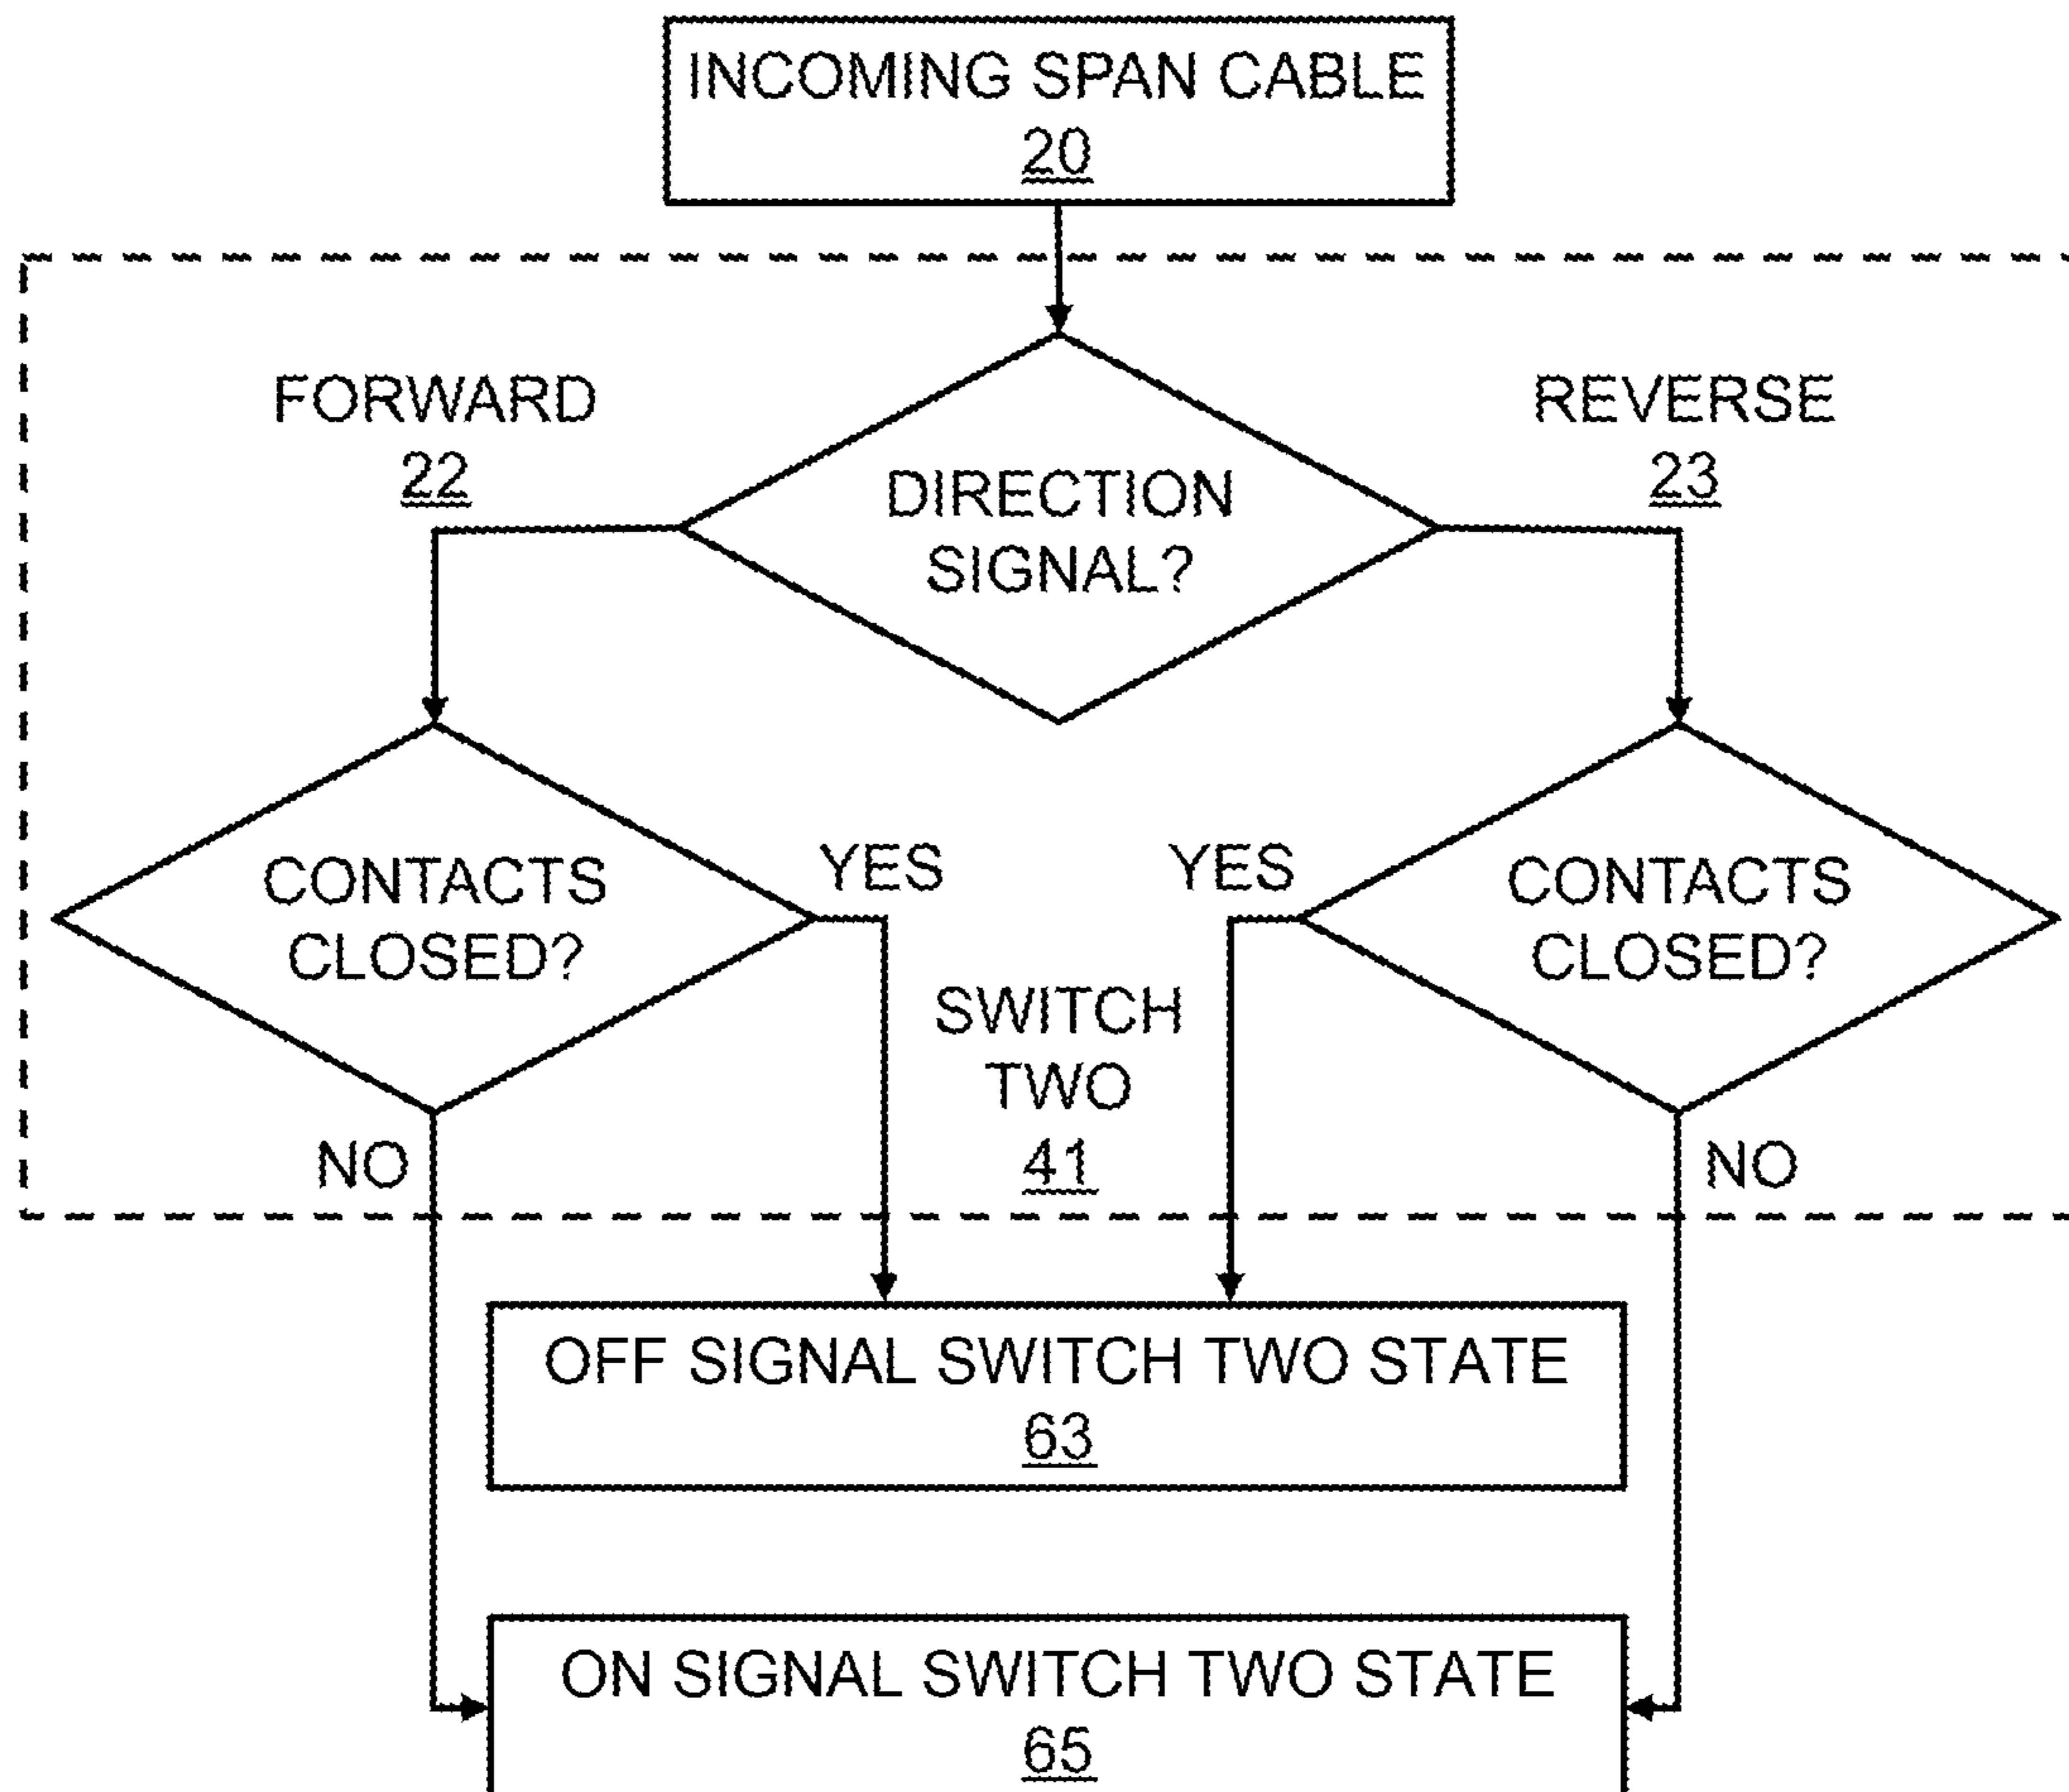 INCOMING SPAN CABLE
20
FORWARD
22
REVERSE
23
DIRECTION
SIGNAL?
CONTACTS
CLOSED?
YES
YES
CONTACTS
CLOSED?
SWITCH
TWO
41
NO
NO
OFF SIGNAL SWITCH TWO STATE
63
ON SIGNAL SWITCH TWO STATE
65